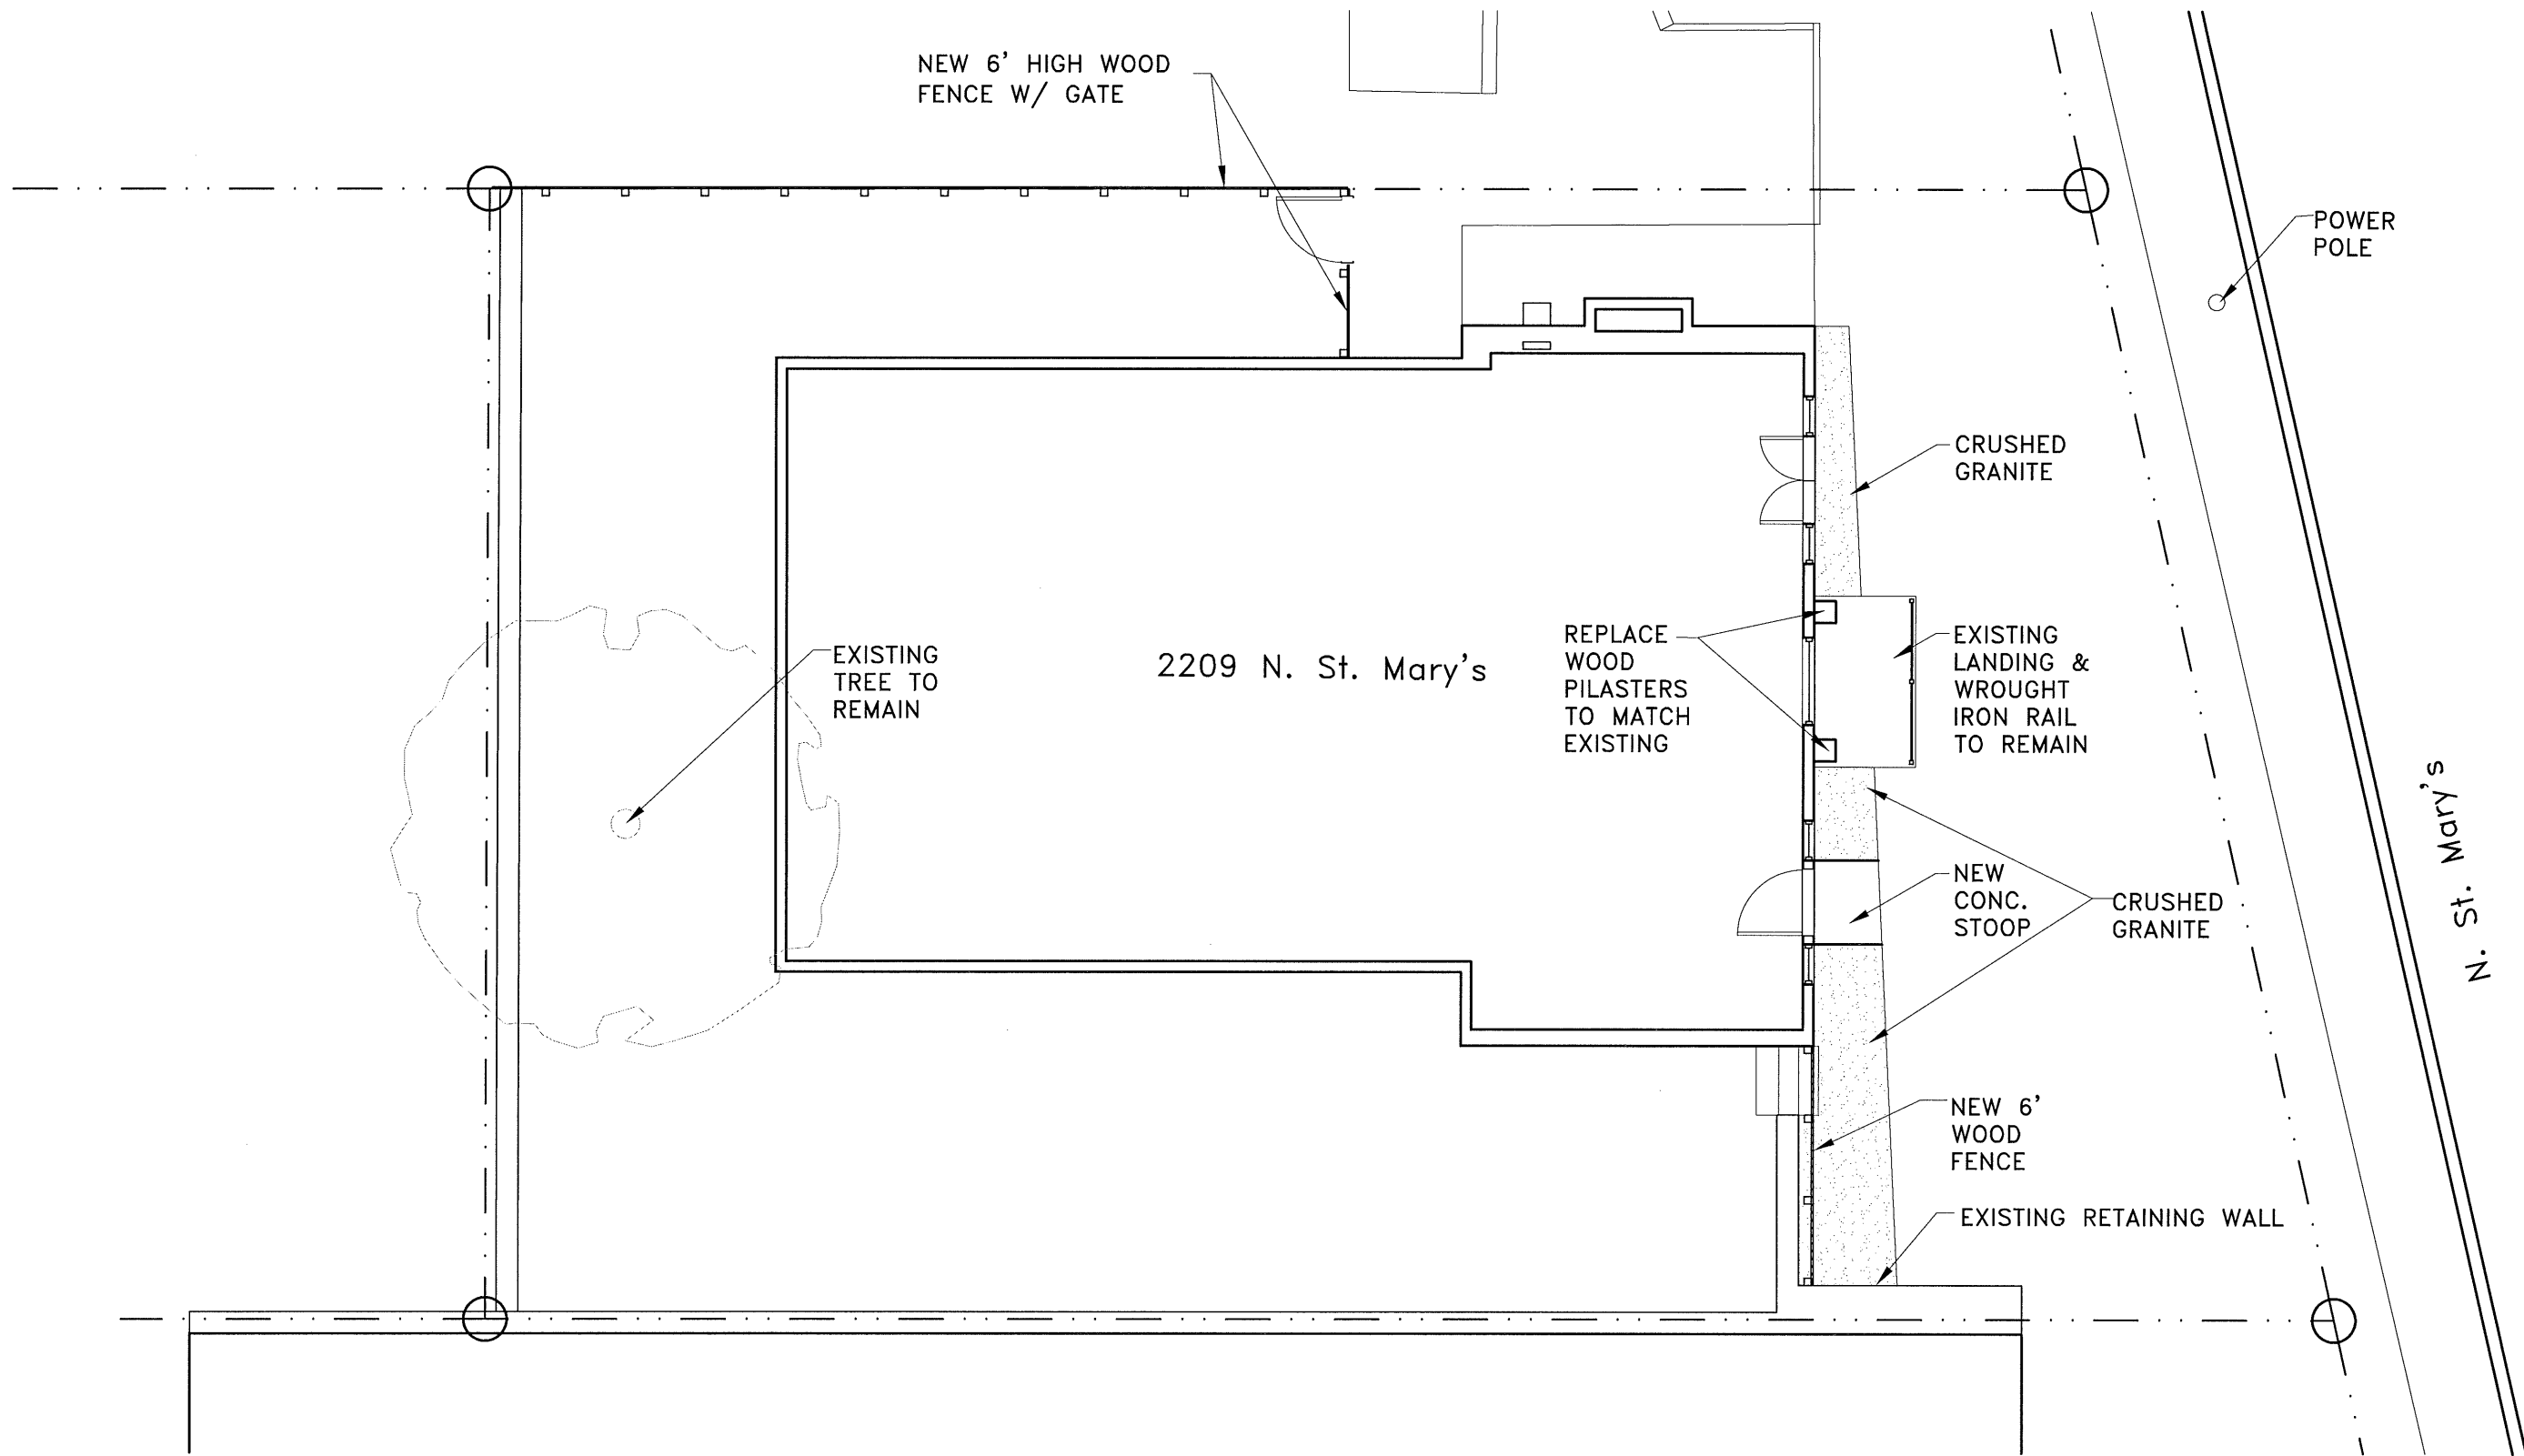 NEW 6' HIGH WOOD
FENCE W/ GATE
POWER
POLE
CRUSHED
GRANITE
EXISTING
TREE TO
REMAIN
2209 N. St. Mary's
REPLACE
WOOD
PILASTERS
TO MATCH
EXISTING
EXISTING
LANDING &
WROUGHT
IRON RAIL
TO REMAIN
N. St. Mary's
NEW
CONC.
STOOP
CRUSHED
GRANITE
NEW 6'
WOOD
FENCE
EXISTING RETAINING WALL